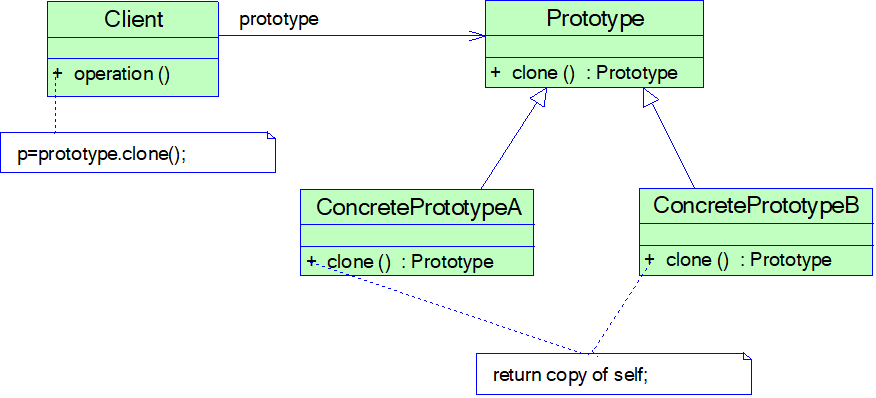 Client
prototype
Prototype
+ operation ()
+ clone () : Prototype
p=prototype.clone();
ConcretePrototypeA
ConcretePrototypeB
+ clone () : Prototype
+ clone () : Prototype
return copy of self;